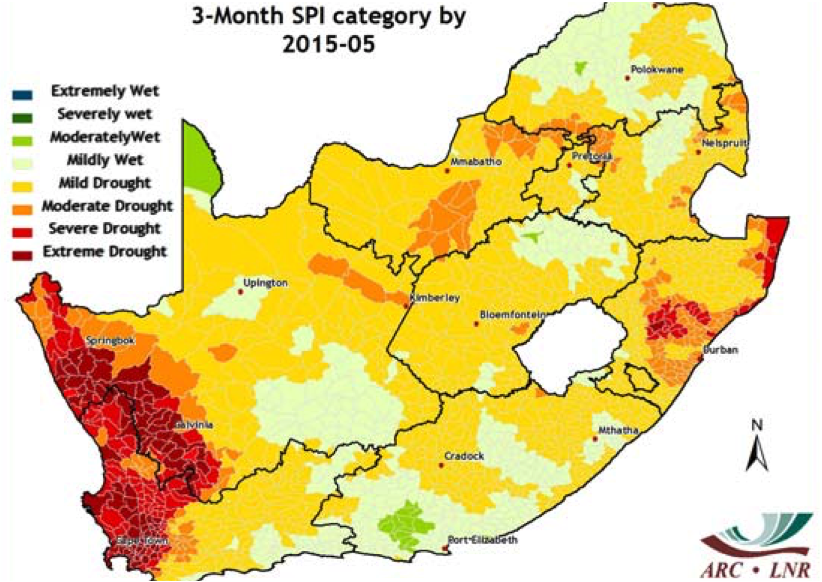 3-Month SPI category by
2015-05
Extremely Wet
Severely wet
ModeratelyWet
Mildly Wet
Mild Drought
Moderate Drought
Severe Drought
Extreme Drought
Polokwane
Nelspruit
Mmabatho
Pretoria
Upington
Kimberley
Bloemfontein
Springbok
Durban
Calvinia
Mthatha
Cradock
N
Cape Town
Port-Elizabeth
ARC • LNR